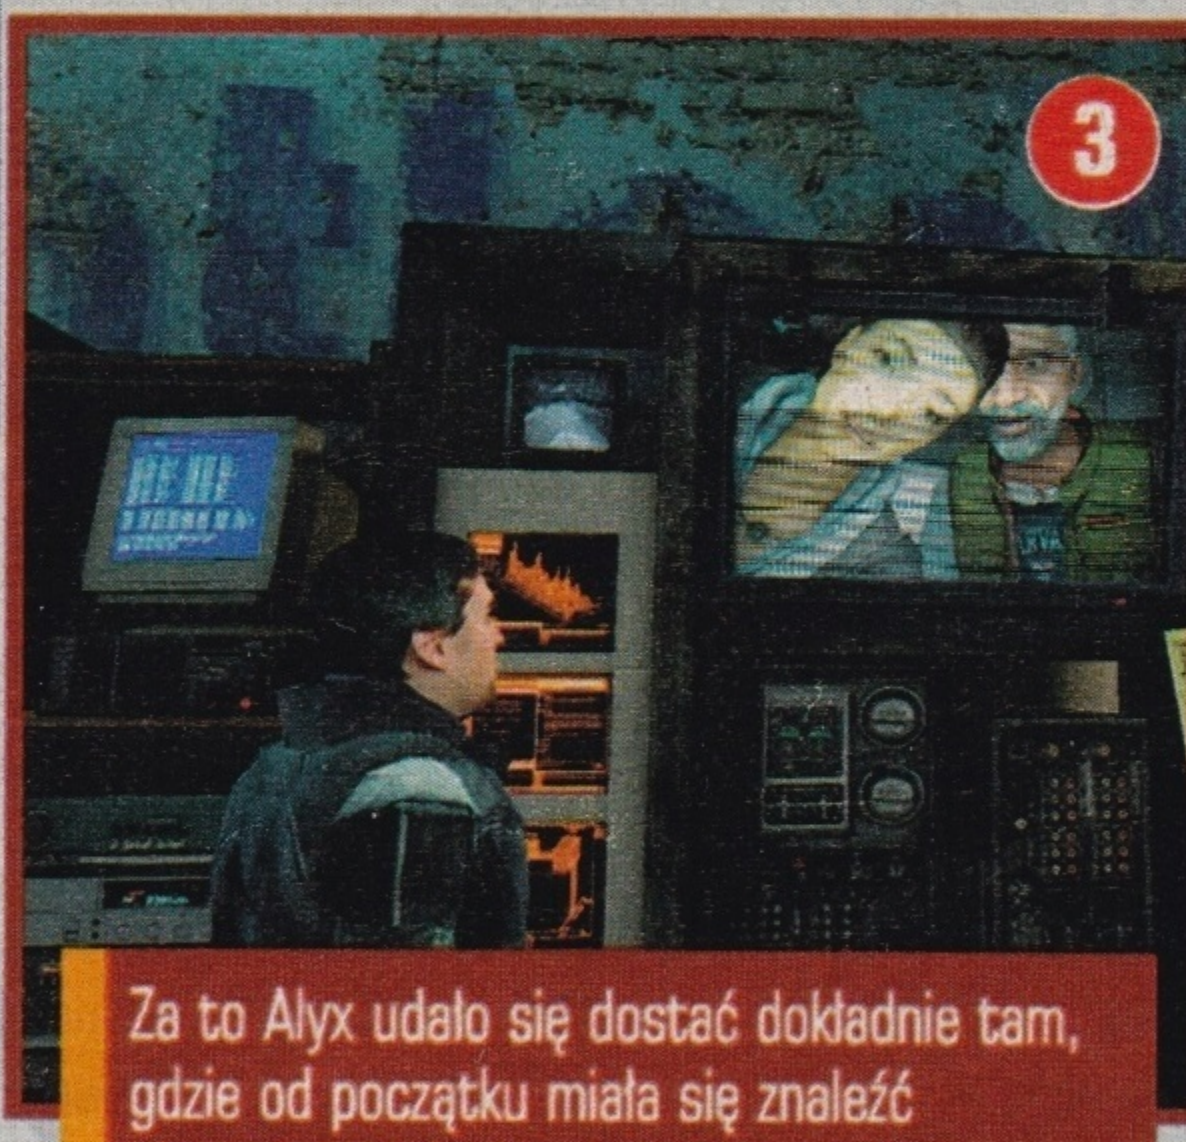 3
Za to Alyx udało się dostać dokładnie tam,
gdzie od początku miała się znaleźć